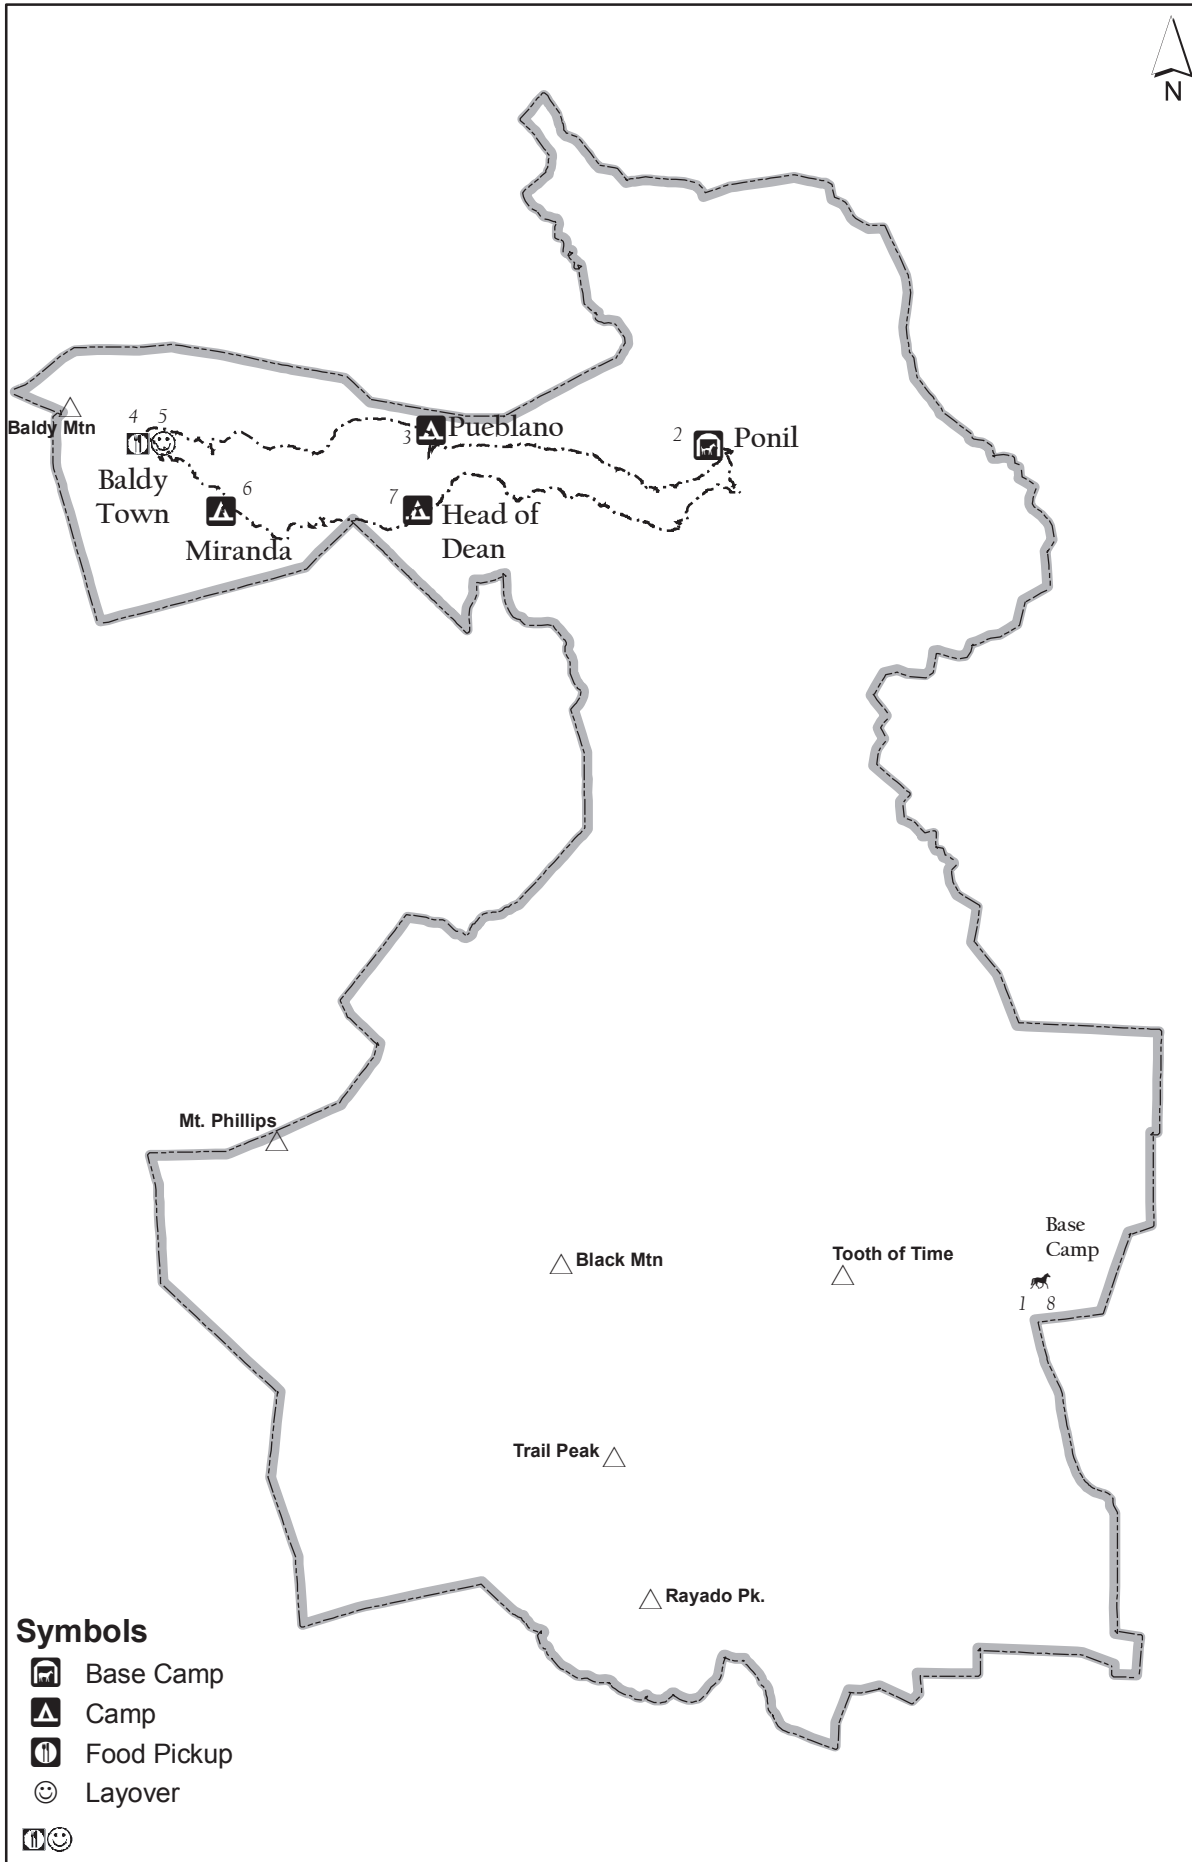 N
Baldy Mtn
4 5
Baldy
Town
6
Miranda
3
Pueblano
7
Head of
Dean
2
Ponil
Mt. Phillips
Black Mtn
Tooth of Time
Base
Camp
1 8
Trail Peak
Rayado Pk.
Symbols
Base Camp
Camp
Food Pickup
Layover